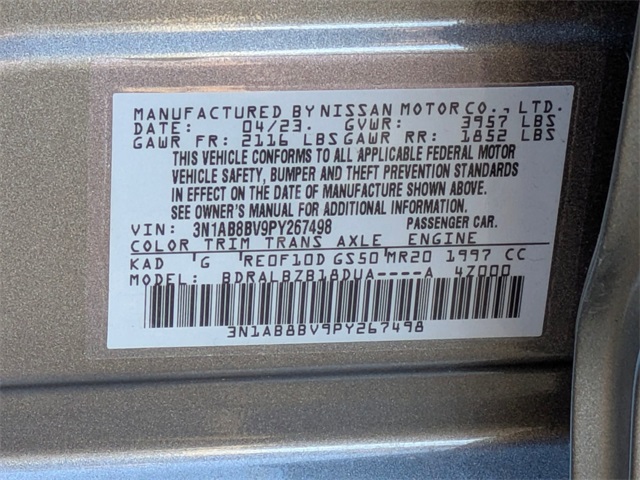 MANUFACTURED BY NISSAN MOTOR CO., LTD.
DATE: 04/23. GVWR: 3957 LBS
GAWR FR: 2116 LBS GAWR RR: 1852 LBS
THIS VEHICLE CONFORMS TO ALL APPLICABLE FEDERAL MOTOR
VEHICLE SAFETY, BUMPER AND THEFT PREVENTION STANDARDS
IN EFFECT ON THE DATE OF MANUFACTURE SHOWN ABOVE.
SEE OWNER'S MANUAL FOR ADDITIONAL INFORMATION.
VIN: 3N1AB8BV9PY267498 PASSENGER CAR.
COLOR TRIM TRANS AXLE ENGINE
KAD 'G 'RE0F10D GS50 MR20 1997 CC
MODEL: BDRALBZB18DUA----A 4Z000
3N1AB8BV9PY267498